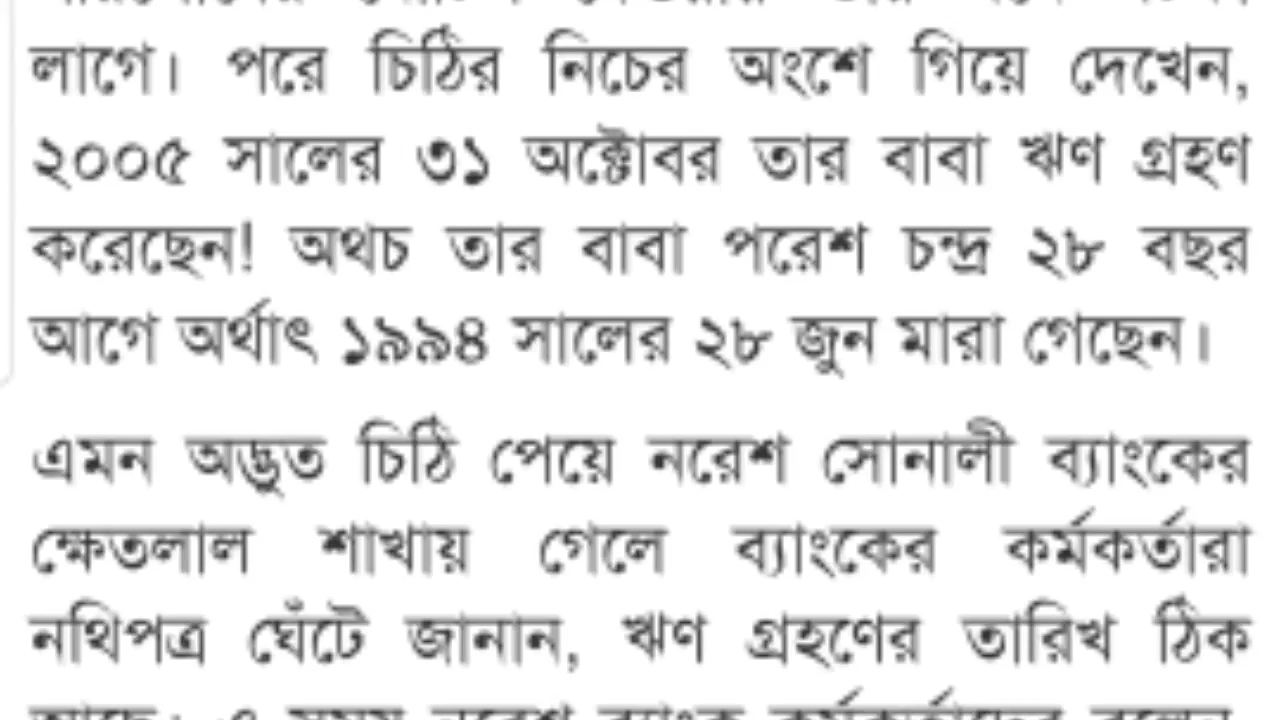 লাগে। পরে চিঠির নিচের অংশে গিয়ে দেখেন,
২০০৫ সালের ৩১ অক্টোবর তার বাবা ঋণ গ্রহণ
করেছেন! অথচ তার বাবা পরেশ চন্দ্র ২৮ বছর
আগে অর্থাৎ ১৯৯৪ সালের ২৮ জুন মারা গেছেন।
এমন অদ্ভুত চিঠি পেয়ে নরেশ সোনালী ব্যাংকের
ক্ষেতলাল শাখায় গেলে ব্যাংকের কর্মকর্তারা
নথিপত্র ঘেঁটে জানান, ঋণ গ্রহণের তারিখ ঠিক